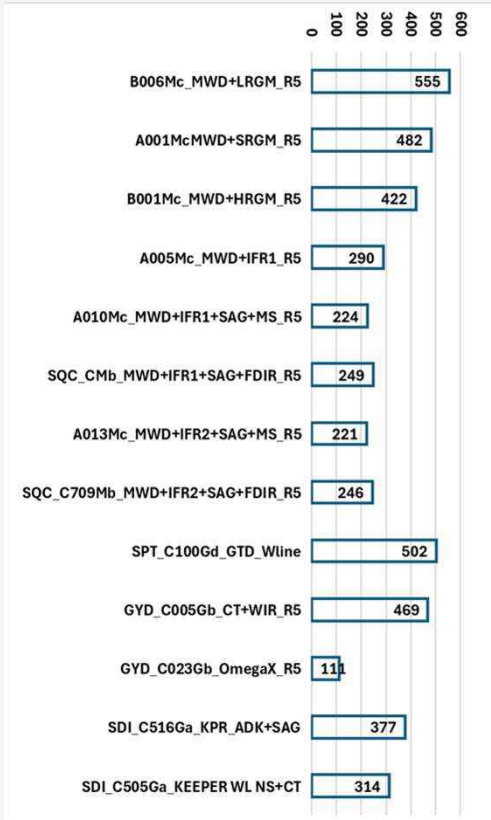 0 100 200 300 400 500 600
B006Mc_MWD+LRGM_R5 555
A001McMWD+SRGM_R5 482
B001Mc_MWD+HRGM_R5 422
A005Mc_MWD+IFR1_R5 290
A010Mc_MWD+IFR1+SAG+MS_R5 224
SQC_CMb_MWD+IFR1+SAG+FDIR_R5 249
A013Mc_MWD+IFR2+SAG+MS_R5 221
SQC_C709Mb_MWD+IFR2+SAG+FDIR_R5 246
SPT_C100Gd_GTD_Wline 502
GYD_C005Gb_CT+WIR_R5 469
GYD_C023Gb_OmegaX_R5 111
SDI_C516Ga_KPR_ADK+SAG 377
SDI_C505Ga_KEEPER WL NS+CT 314